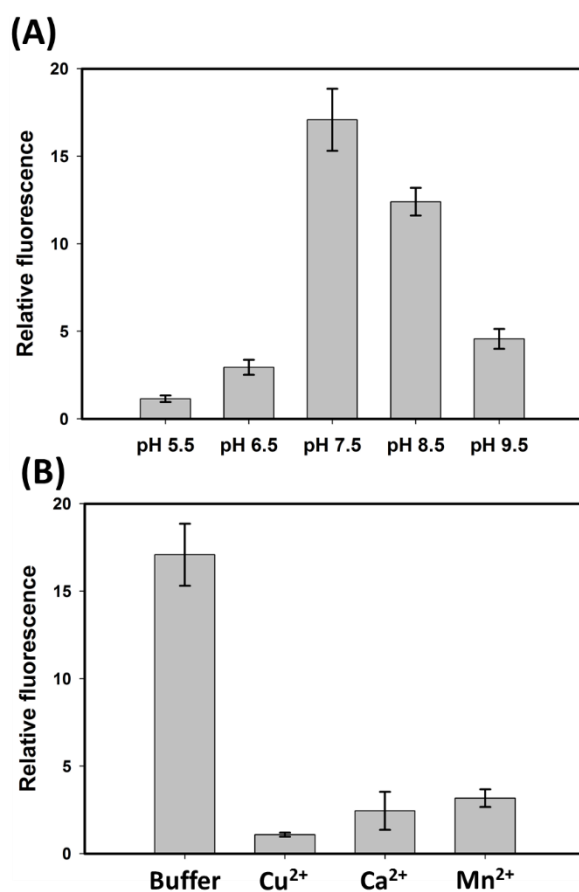 (A)
Relative fluorescence
20
15
10
5
0
pH 5.5 pH 6.5 pH 7.5 pH 8.5 pH 9.5
(B)
Relative fluorescence
20
15
10
5
0
Buffer Cu²⁺ Ca²⁺ Mn²⁺